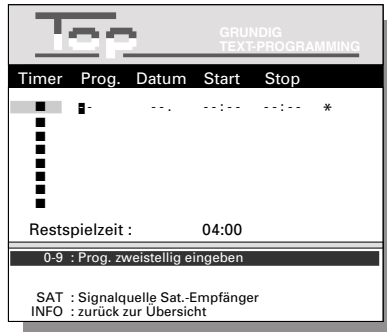 Top
GRUNDIG
TEXT-PROGRAMMING
Timer Prog. Datum Start Stop
-- --. --:-- --:-- *
Restspielzeit : 04:00
0-9 : Prog. zweistellig eingeben
SAT : Signalquelle Sat.-Empfänger
INFO : zurück zur Übersicht